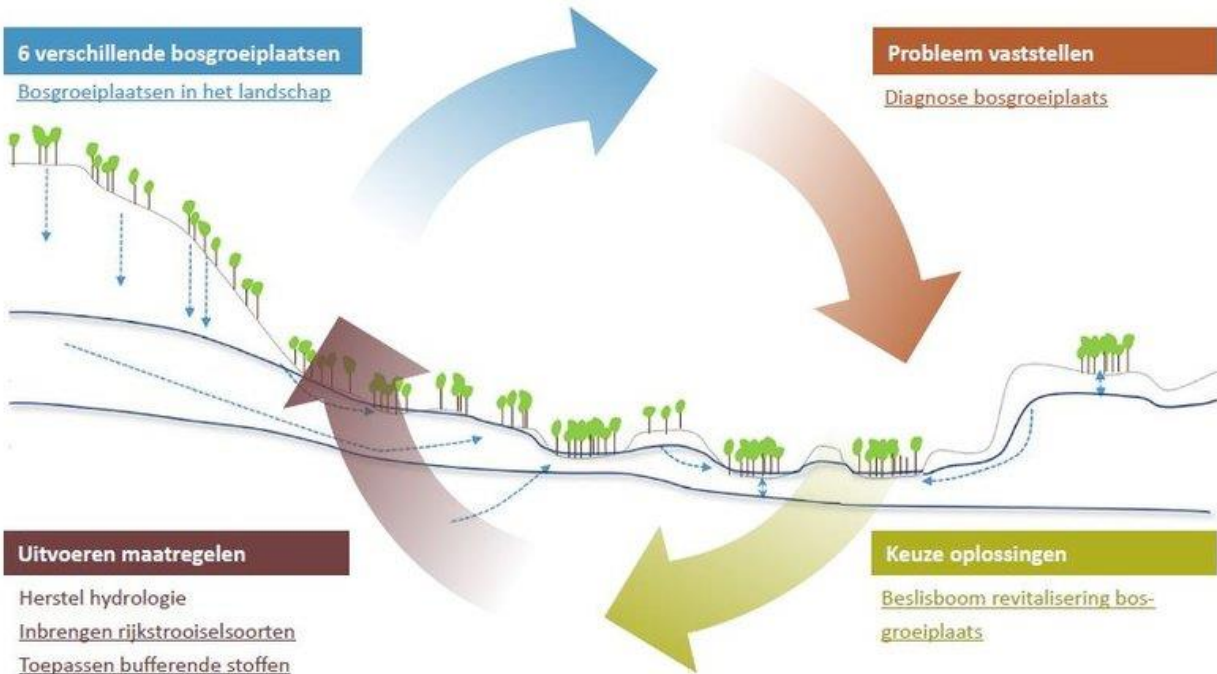 6 verschillende bosgroeiplaatsen
Bosgroeiplaatsen in het landschap
Probleem vaststellen
Diagnose bosgroeiplaats
Uitvoeren maatregelen
Herstel hydrologie
Inbrengen rijkstrooiselsoorten
Toepassen bufferende stoffen
Keuze oplossingen
Beslisboom revitalisering bos-
groeiplaats